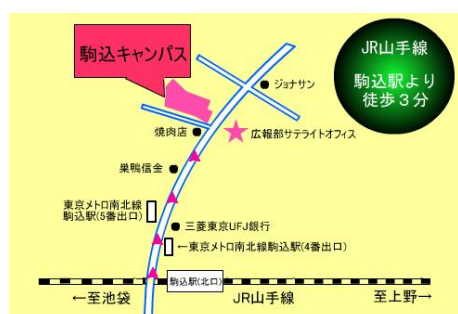 駒込キャンパス
JR山手線
駒込駅より
徒歩３分
ジョナサン
焼肉店
広報部サテライトオフィス
巣鴨信金
東京メトロ南北線
駒込駅(5番出口)
三菱東京UFJ銀行
←東京メトロ南北線駒込駅(4番出口)
駒込駅(北口)
←至池袋
JR山手線
至上野→